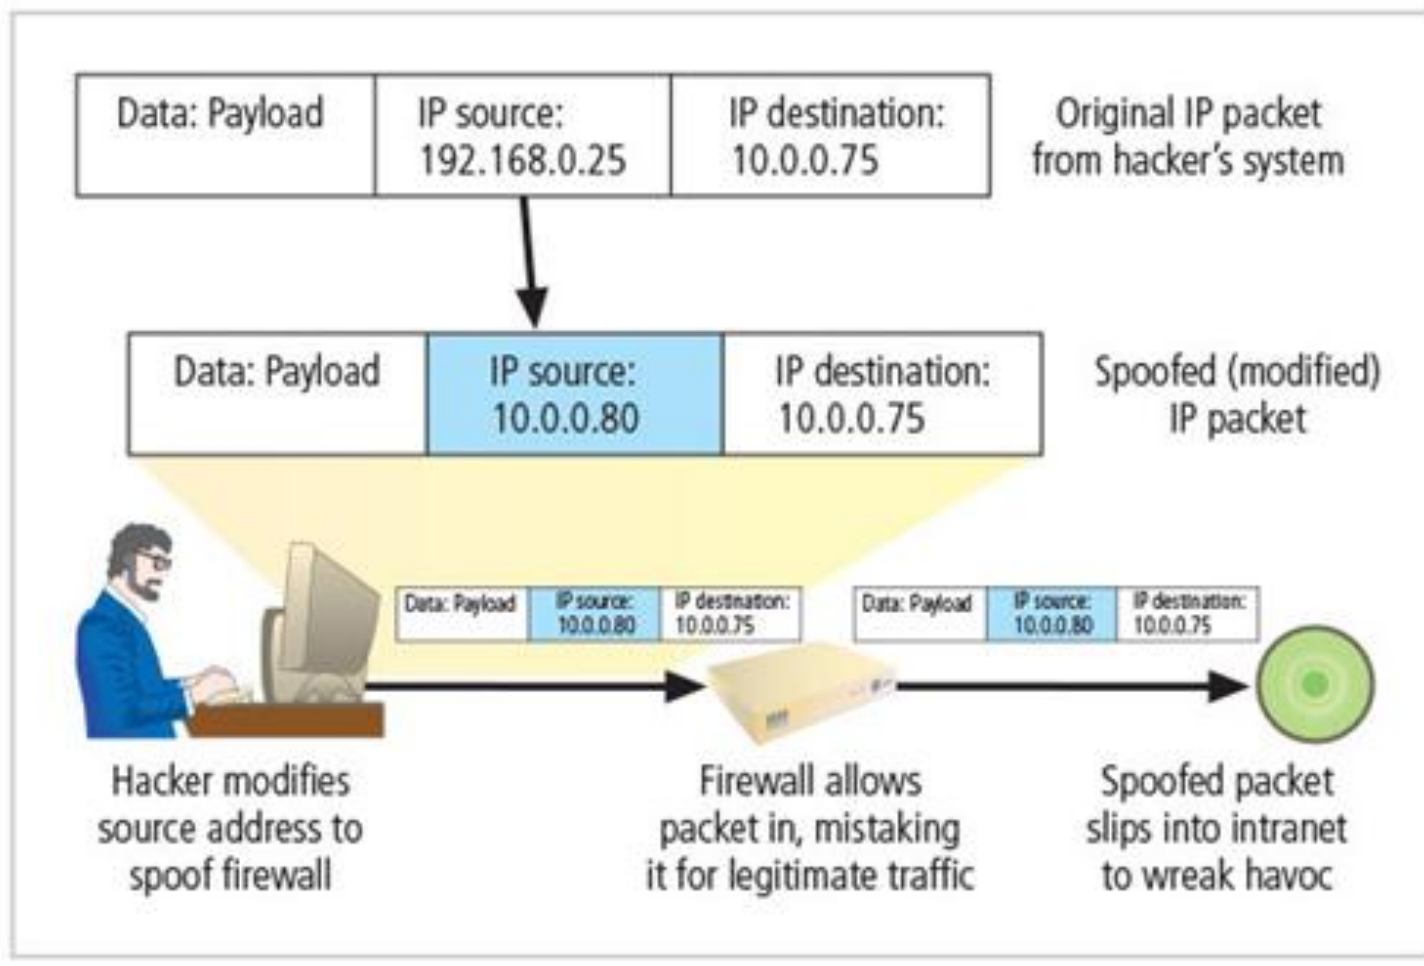 Data: Payload
IP source:
192.168.0.25
IP destination:
10.0.0.75
Original IP packet
from hacker's system
Data: Payload
IP source:
10.0.0.80
IP destination:
10.0.0.75
Spoofed (modified)
IP packet
Data: Payload
IP source:
10.0.0.80
IP destination:
10.0.0.75
Data: Payload
IP source:
10.0.0.80
IP destination:
10.0.0.75
Hacker modifies
source address to
spoof firewall
Firewall allows
packet in, mistaking
it for legitimate traffic
Spoofed packet
slips into intranet
to wreak havoc